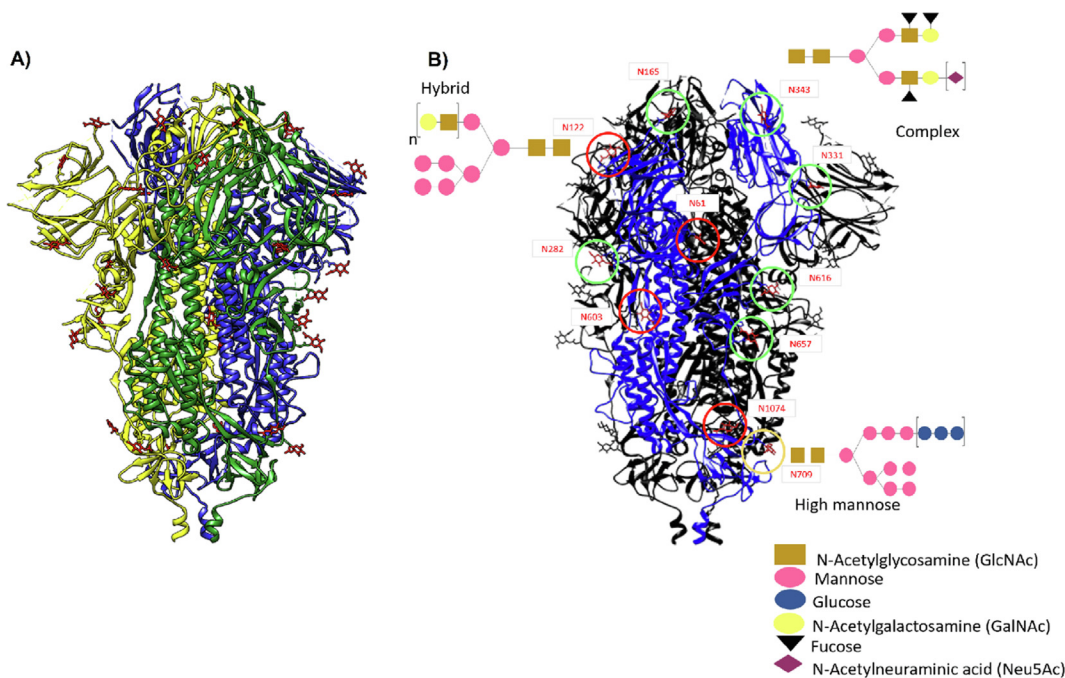 A)
B)
N165
N343
Hybrid
n
N122
Complex
N331
N61
N282
N616
N603
N657
N1074
N709
High mannose
N-Acetylglycosamine (GlcNAc)
Mannose
Glucose
N-Acetylgalactosamine (GalNAc)
Fucose
N-Acetylneuraminic acid (Neu5Ac)